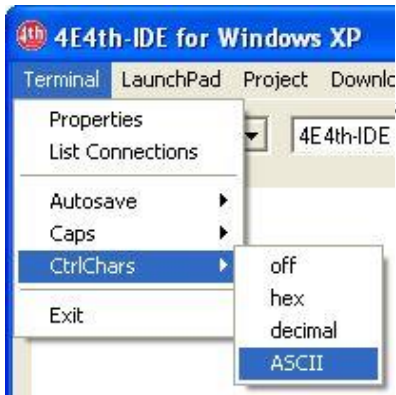 4th 4E4th-IDE for Windows XP
Terminal LaunchPad Project
Properties
List Connections
4E4th-IDE
Autosave
Caps
CtrlChars
Exit
off
hex
decimal
ASCII